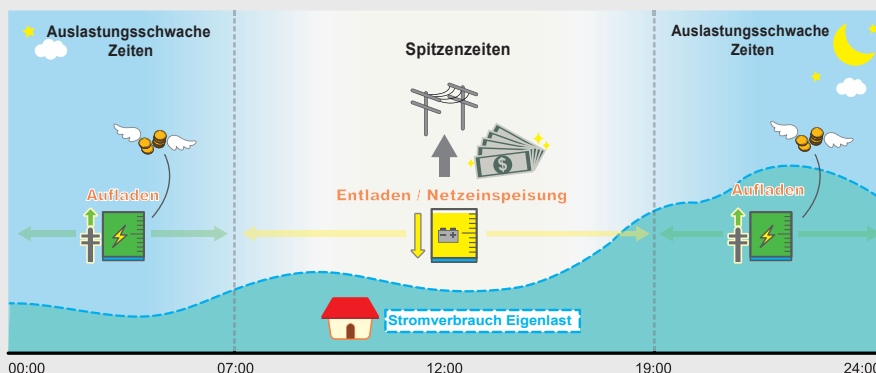 Auslastungsschwache
Zeiten
Spitzenzeiten
Auslastungsschwache
Zeiten
$
Aufladen
Entladen / Netzeinspeisung
Aufladen
Stromverbrauch Eigenlast
00:00
07:00
12:00
19:00
24:00